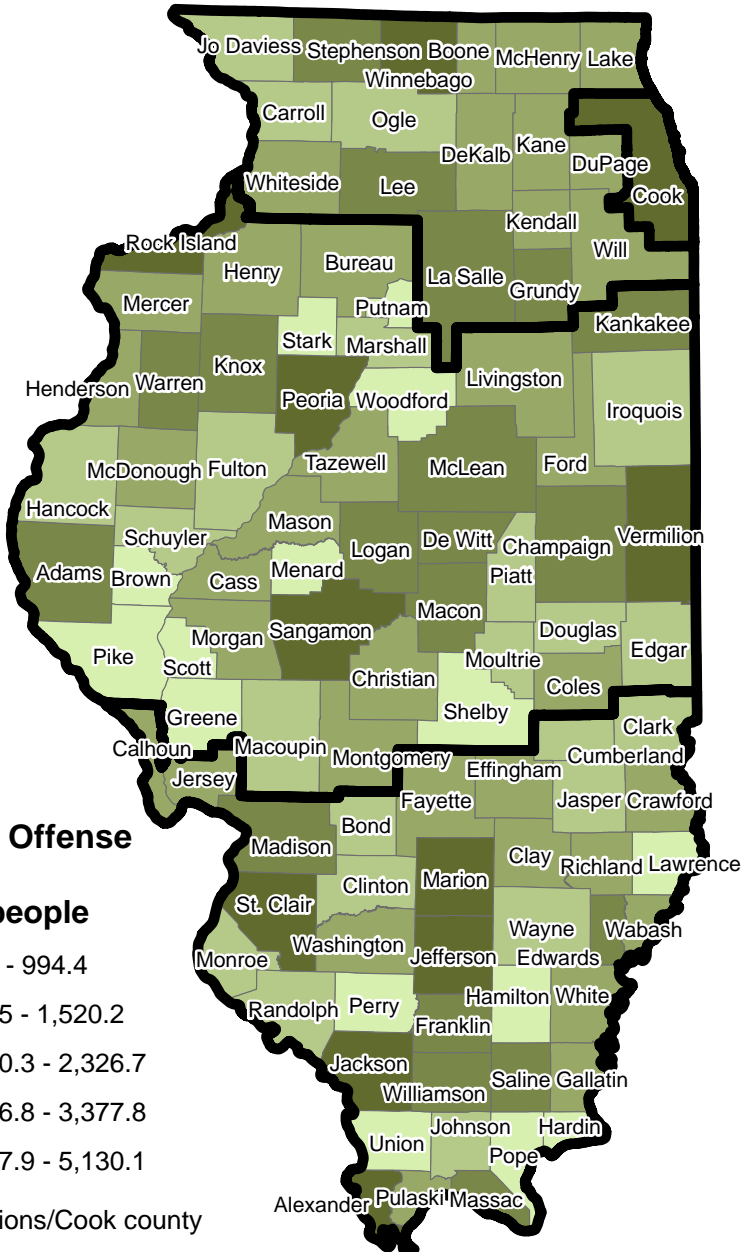 Jo Daviess
Stephenson
Boone
McHenry
Lake
Winnebago
Carroll
Ogle
DeKalb
Kane
DuPage
Cook
Whiteside
Lee
Kendall
Will
Rock Island
Henry
Bureau
La Salle
Grundy
Mercer
Putnam
Kankakee
Stark
Marshall
Henderson
Warren
Knox
Peoria
Woodford
Livingston
Iroquois
McDonough
Fulton
Tazewell
McLean
Ford
Hancock
Schuyler
Mason
Logan
De Witt
Champaign
Vermilion
Adams
Brown
Cass
Menard
Piatt
Macon
Pike
Scott
Morgan
Sangamon
Christian
Moultrie
Douglas
Edgar
Coles
Shelby
Greene
Calhoun
Macoupin
Montgomery
Clark
Cumberland
Jersey
Effingham
Fayette
Jasper
Crawford
Offense
Bond
Madison
Clay
Richland
Lawrence
Marion
Clinton
people
St. Clair
Wayne
Wabash
Washington
Jefferson
Edwards
Monroe
- 994.4
Hamilton
White
Randolph
Perry
Franklin
5 - 1,520.2
Jackson
0.3 - 2,326.7
Williamson
Saline
Gallatin
6.8 - 3,377.8
Johnson
Hardin
Union
Pope
7.9 - 5,130.1
Alexander
Pulaski
Massac
ions/Cook county